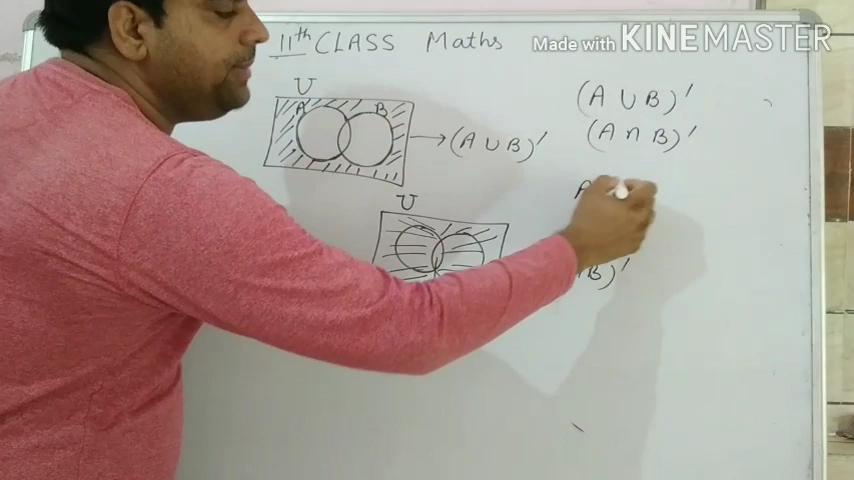 11th CLASS Maths
Made with KINEMASTER
U
A B
(A ∪ B)'
(A ∪ B)'
(A ∩ B)'
A
U
B)'